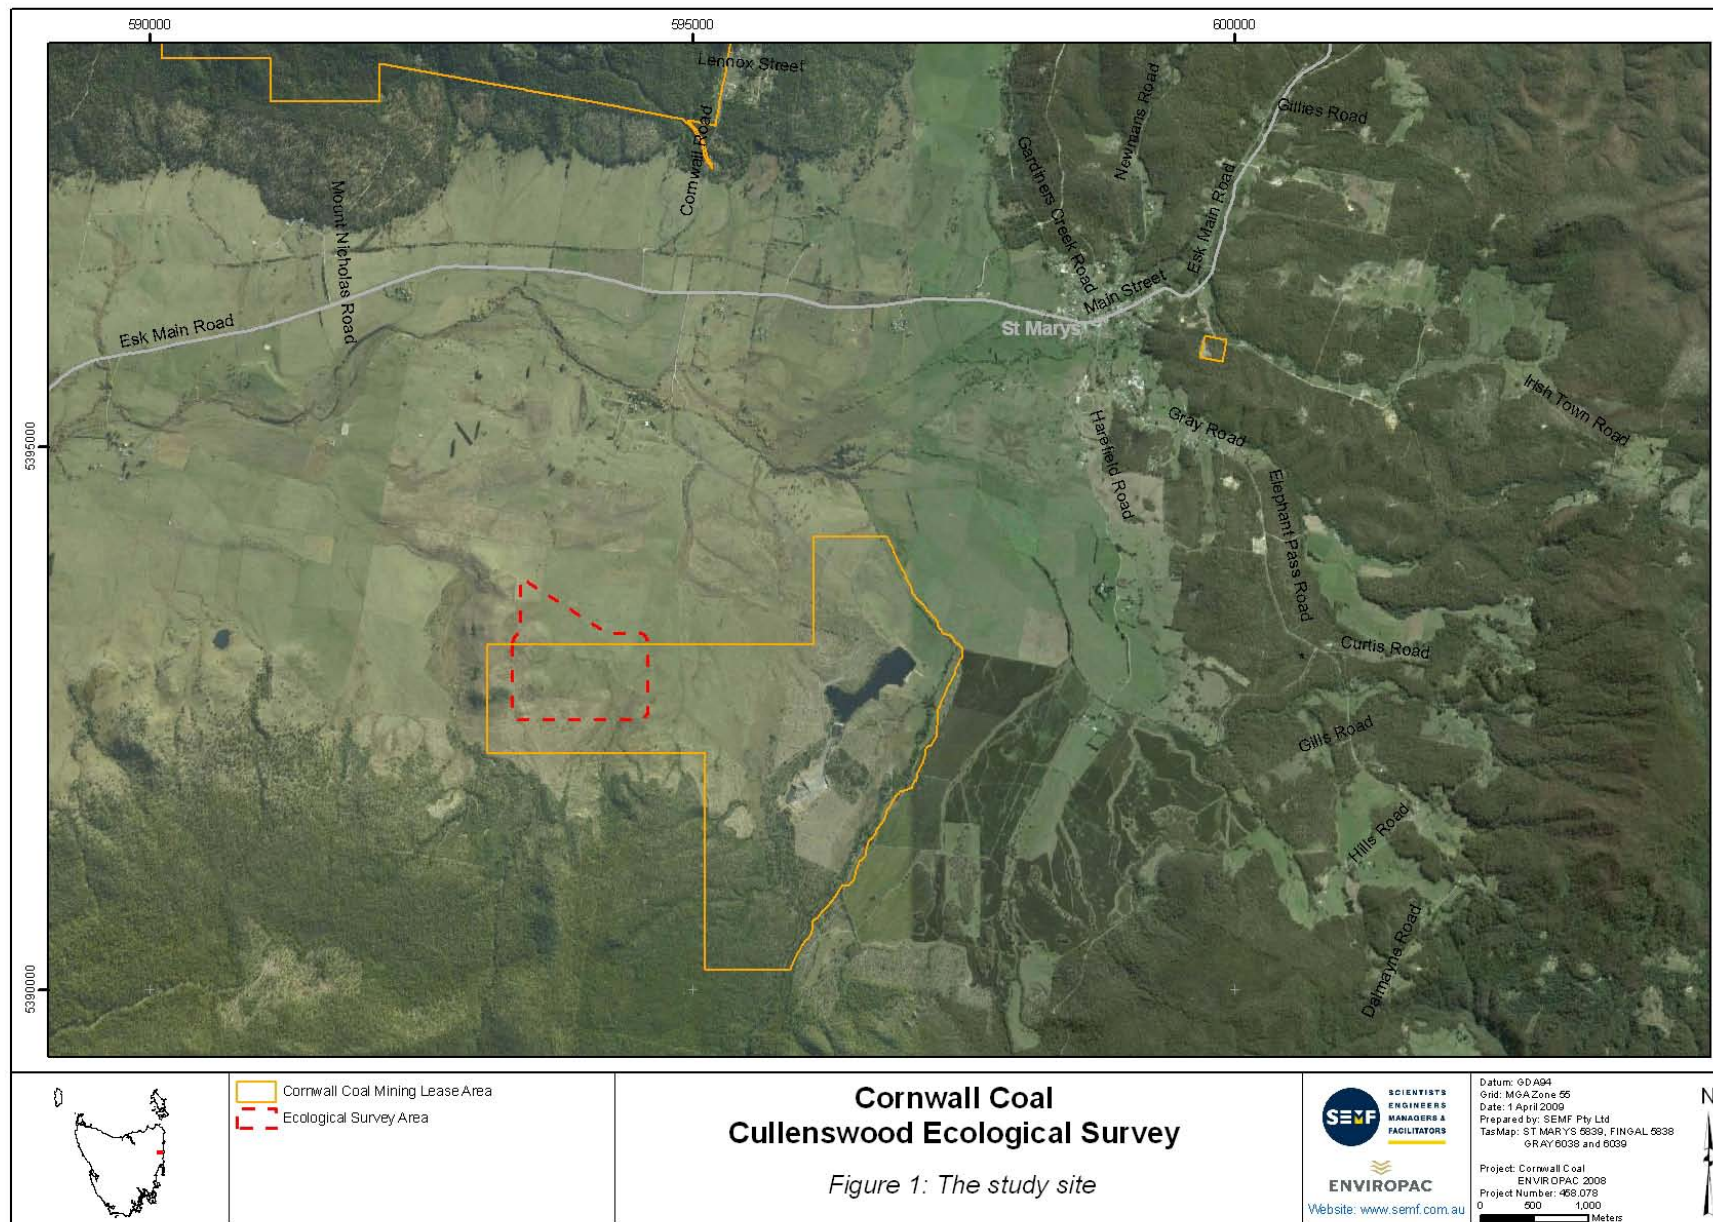 590000
595000
600000
5395000
5390000
Lennox Street
Cornwall Road
Mount Nicholas Road
Esk Main Road
Gardiners Creek Road
Newmans Road
Gillies Road
Esk Main Road
Main Street
St Marys
Irish Town Road
Gray Road
Harefield Road
Elephant Pass Road
Curtis Road
Gills Road
Hills Road
Dalmayne Road
Cornwall Coal Mining Lease Area
Ecological Survey Area
Cornwall Coal
Cullenswood Ecological Survey
Figure 1: The study site
SEMF
SCIENTISTS
ENGINEERS
MANAGERS &
FACILITATORS
ENVIROPAC
Website: www.semf.com.au
Datum: GDA94
Grid: MGA Zone 55
Date: 1 April 2009
Prepared by: SEMF Pty Ltd
TasMap: ST MARYS 5839, FINGAL 5838
GRAY 6038 and 6039
Project: Cornwall Coal
ENVIROPAC 2008
Project Number: 458.078
0 500 1,000
Meters
N